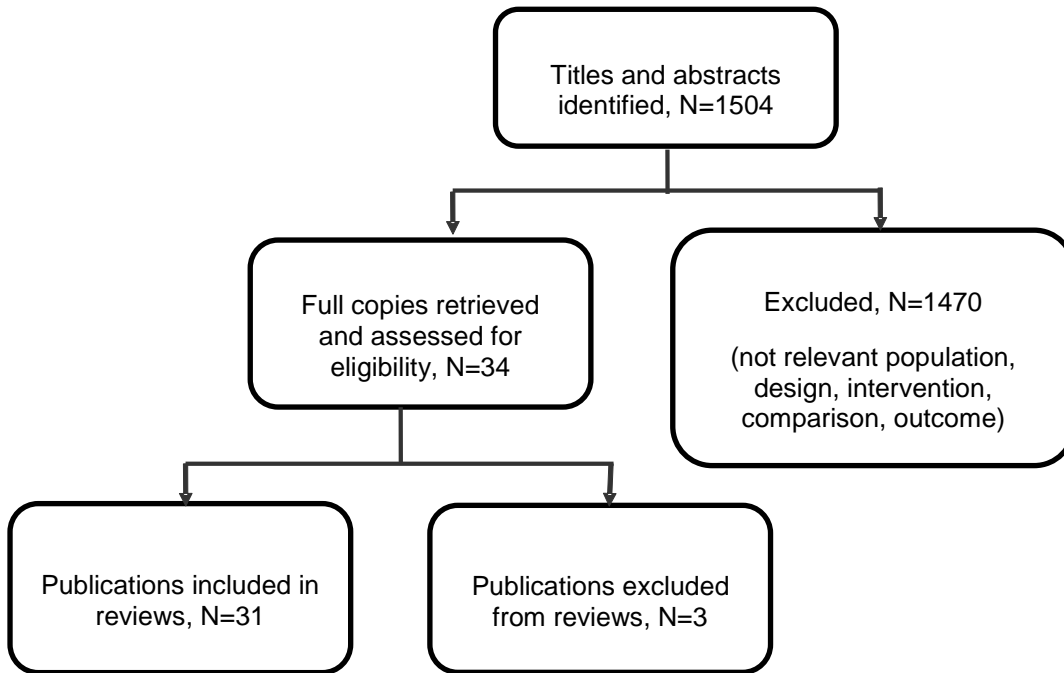 Titles and abstracts
identified, N=1504
Full copies retrieved
and assessed for
eligibility, N=34
Excluded, N=1470
(not relevant population,
design, intervention,
comparison, outcome)
Publications included in
reviews, N=31
Publications excluded
from reviews, N=3